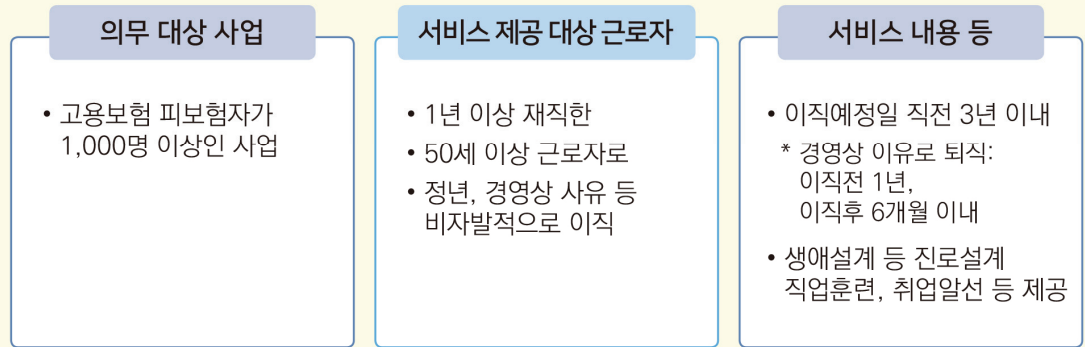 의무 대상 사업
• 고용보험 피보험자가
1,000명 이상인 사업
서비스 제공 대상 근로자
• 1년 이상 재직한
• 50세 이상 근로자로
• 정년, 경영상 사유 등
비자발적으로 이직
서비스 내용 등
• 이직예정일 직전 3년 이내
* 경영상 이유로 퇴직:
이직전 1년,
이직후 6개월 이내
• 생애설계 등 진로설계
직업훈련, 취업알선 등 제공